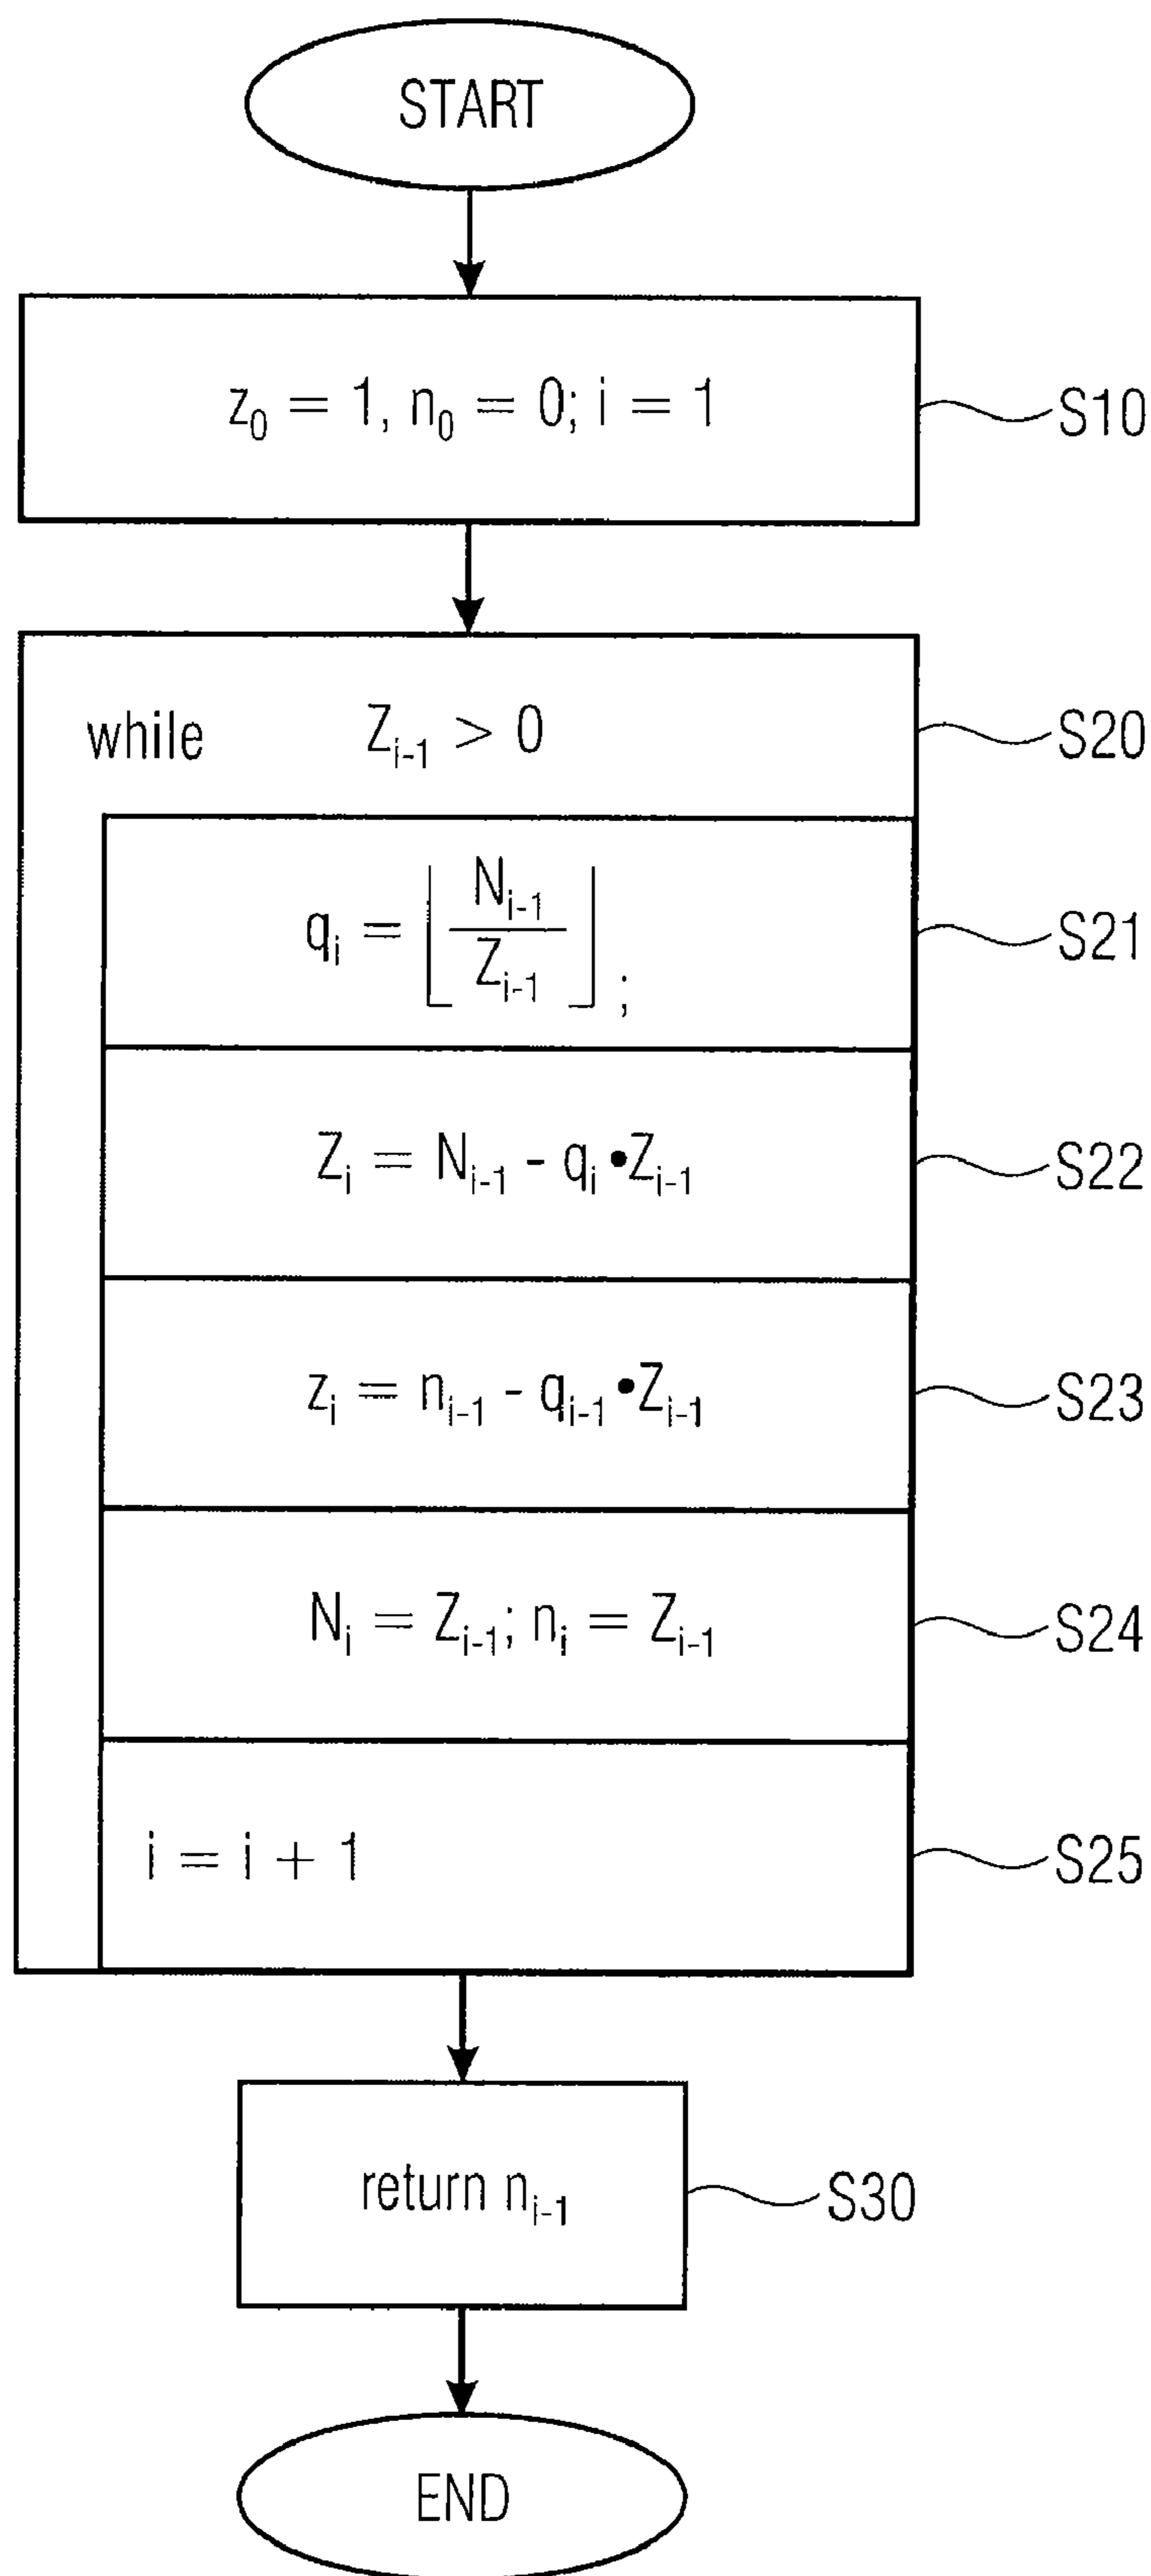 START
z₀ = 1, n₀ = 0; i = 1
S10
while Zᵢ₋₁ > 0
S20
qᵢ = ⌊Nᵢ₋₁ / Zᵢ₋₁⌋;
S21
Zᵢ = Nᵢ₋₁ - qᵢ •Zᵢ₋₁
S22
zᵢ = nᵢ₋₁ - qᵢ₋₁ •Zᵢ₋₁
S23
Nᵢ = Zᵢ₋₁; nᵢ = Zᵢ₋₁
S24
i = i + 1
S25
return nᵢ₋₁
S30
END